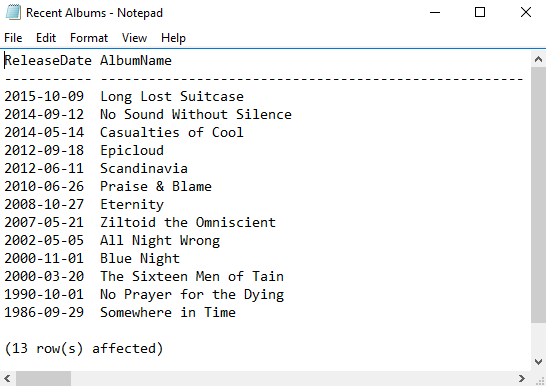 Recent Albums - Notepad
File Edit Format View Help
ReleaseDate AlbumName
----------- -----------------------------------------------------
2015-10-09  Long Lost Suitcase
2014-09-12  No Sound Without Silence
2014-05-14  Casualties of Cool
2012-09-18  Epicloud
2012-06-11  Scandinavia
2010-06-26  Praise & Blame
2008-10-27  Eternity
2007-05-21  Ziltoid the Omniscient
2002-05-05  All Night Wrong
2000-11-01  Blue Night
2000-03-20  The Sixteen Men of Tain
1990-10-01  No Prayer for the Dying
1986-09-29  Somewhere in Time
(13 row(s) affected)